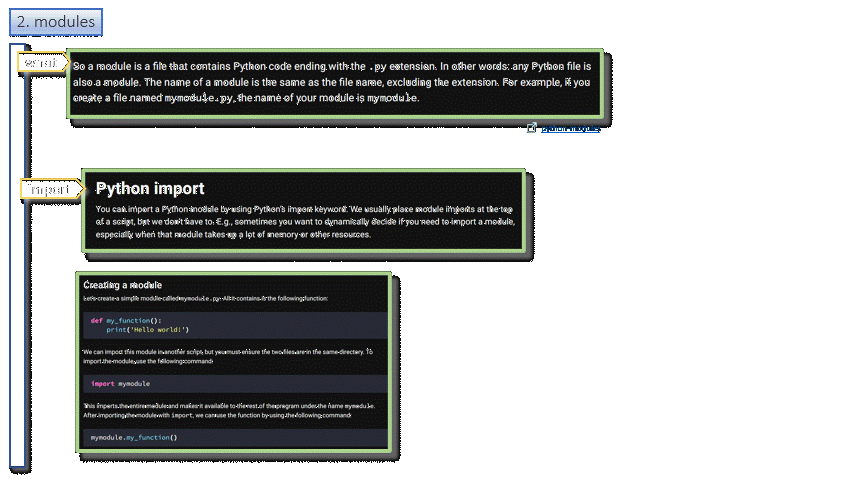 2. modules
So a module is a file that contains Python code ending with the .py extension. In other words: any Python file is
also a module. The name of a module is the same as the file name, excluding the extension. For example, if you
create a file named mymodule.py, the name of your module is mymodule.
import
Python import
You can import a Python module by using Python's import keyword. We usually place module imports at the top
of a script, but we don't have to. E.g., sometimes you want to dynamically decide if you need to import a module,
especially when that module takes up a lot of memory or other resources.
Creating a module
Let's create a simple module called mymodule.py. All it contains is the following function:
def my_function():
print('Hello world!')
We can import this module in another script, but you must ensure the two files are in the same directory. To
import the module, use the following command:
import mymodule
This imports the entire module and makes it available to the rest of the program under the name mymodule.
After importing the module with import, we can use the function by using the following command:
mymodule.my_function()